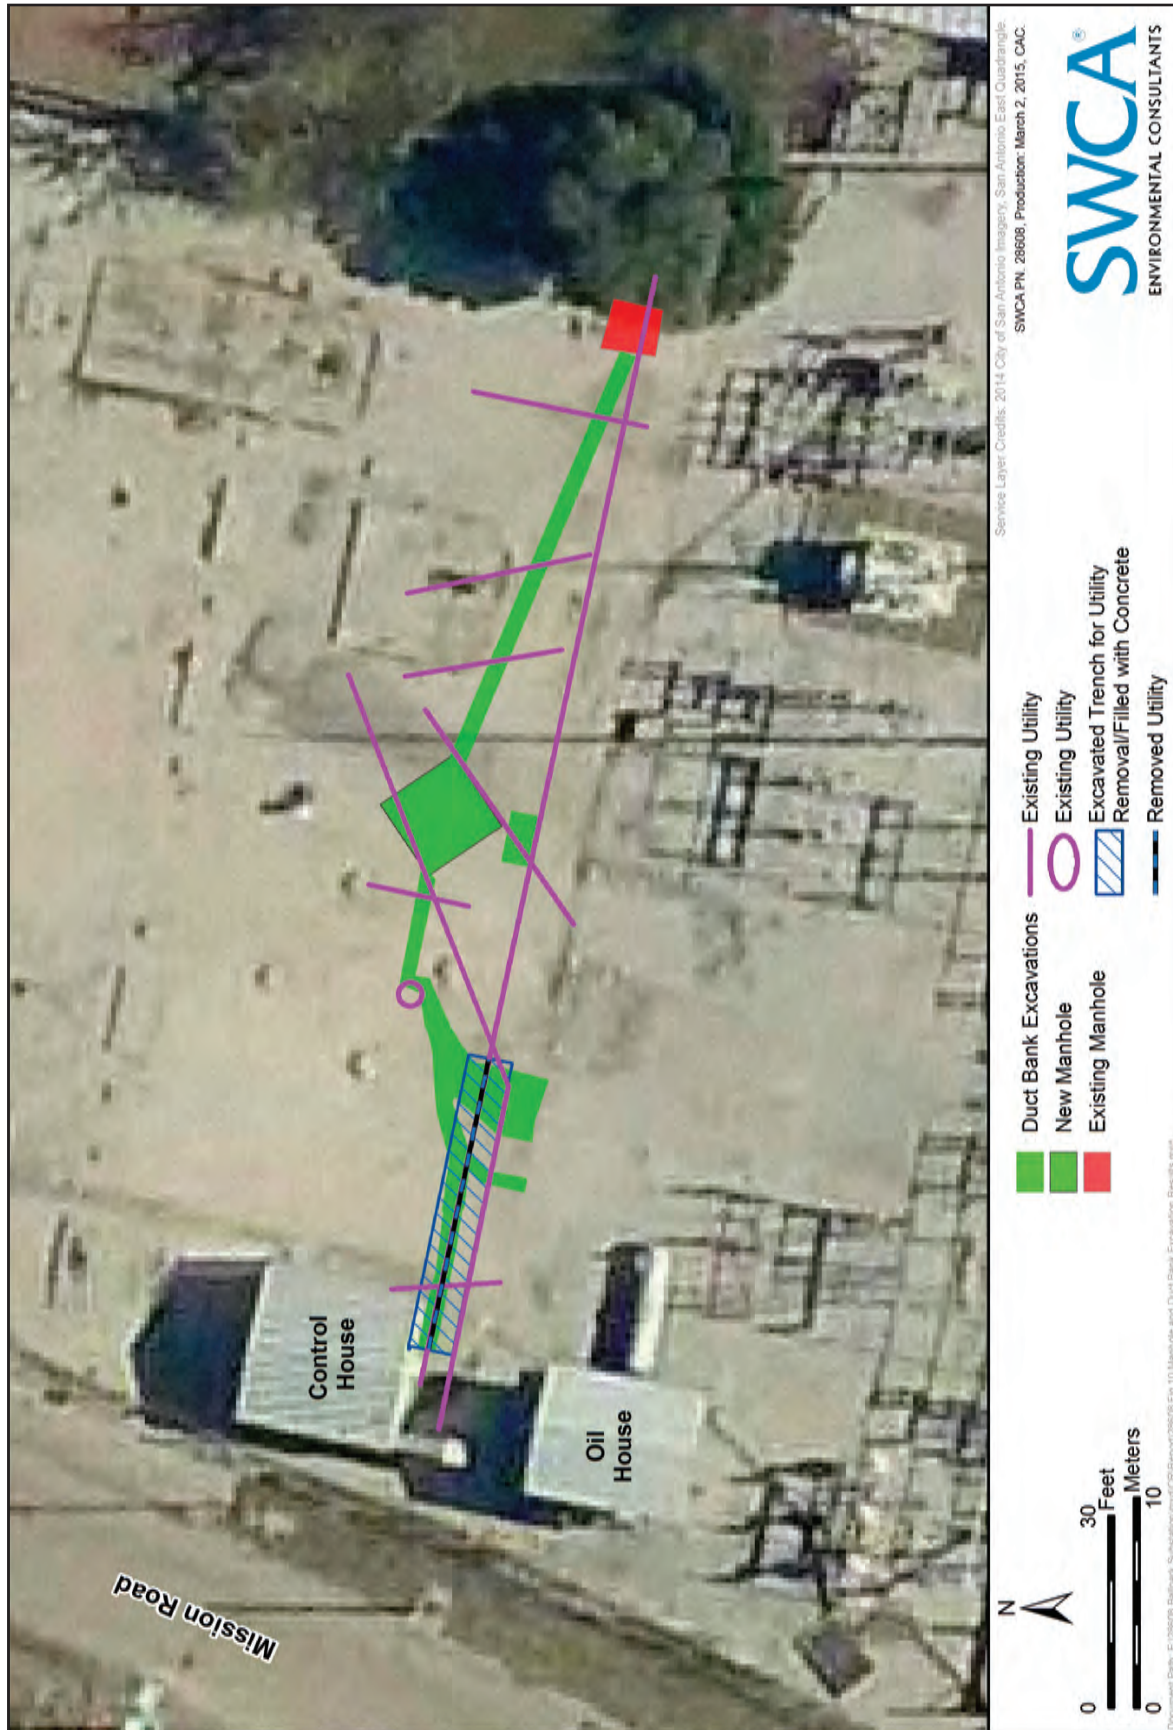 Mission Road
Control
House
Oil
House
N
0 30
Feet
Meters
0 10
Duct Bank Excavations
New Manhole
Existing Manhole
Existing Utility
Existing Utility
Excavated Trench for Utility
Removal/Filled with Concrete
Removed Utility
Service Layer Credits: 2014 City of San Antonio Imagery, San Antonio East Quadrangle.
SWCA PN. 28608, Production: March 2, 2015, CAC.
SWCA®
ENVIRONMENTAL CONSULTANTS